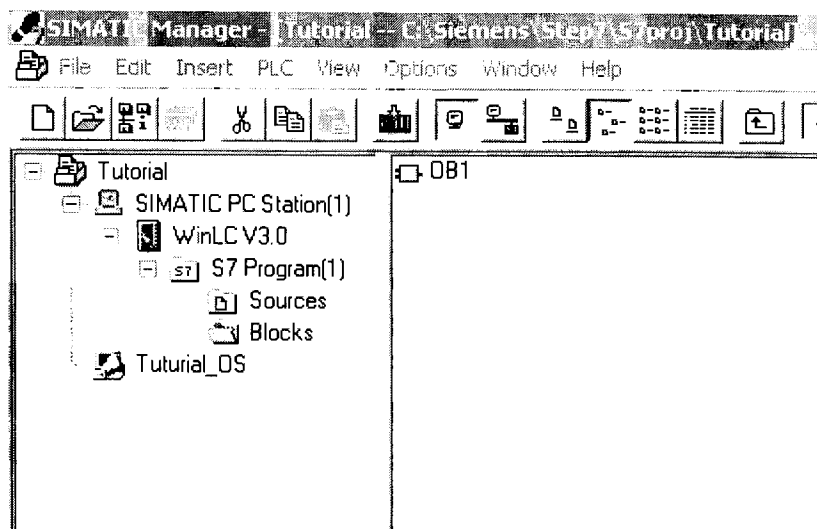 SIMATIC Manager - Tutorial -- C:\Siemens\Step7\S7proj\Tutorial
File Edit Insert PLC View Options Window Help
Tutorial
SIMATIC PC Station(1)
WinLC V3.0
S7 Program(1)
Sources
Blocks
Tuturial_OS
OB1